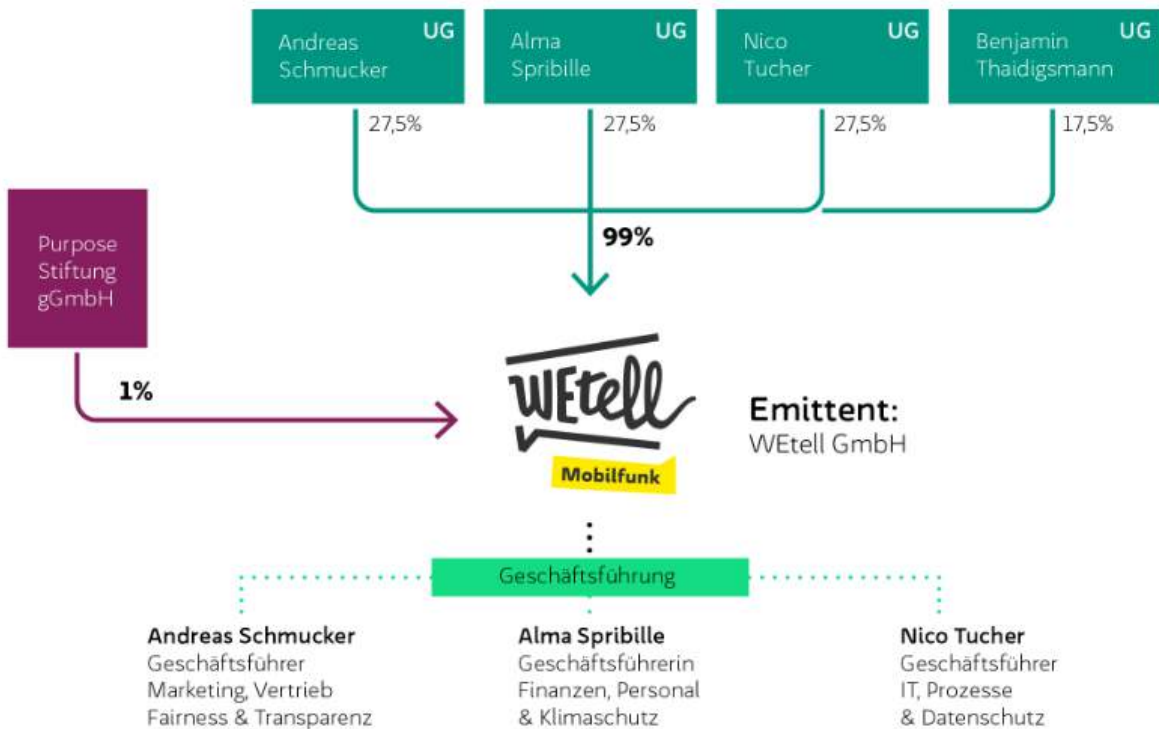 Andreas
Schmucker
UG
Alma
Spribille
UG
Nico
Tucher
UG
Benjamin
Thaidigsmann
UG
27,5%
27,5%
27,5%
17,5%
99%
Purpose
Stiftung
gGmbH
1%
WEtell
Mobilfunk
Emittent:
WEtell GmbH
Geschäftsführung
Andreas Schmucker
Geschäftsführer
Marketing, Vertrieb
Fairness & Transparenz
Alma Spribille
Geschäftsführerin
Finanzen, Personal
& Klimaschutz
Nico Tucher
Geschäftsführer
IT, Prozesse
& Datenschutz